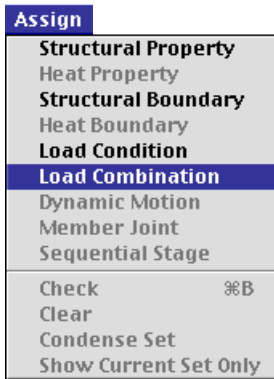 Assign
Structural Property
Heat Property
Structural Boundary
Heat Boundary
Load Condition
Load Combination
Dynamic Motion
Member Joint
Sequential Stage
Check ⌘B
Clear
Condense Set
Show Current Set Only